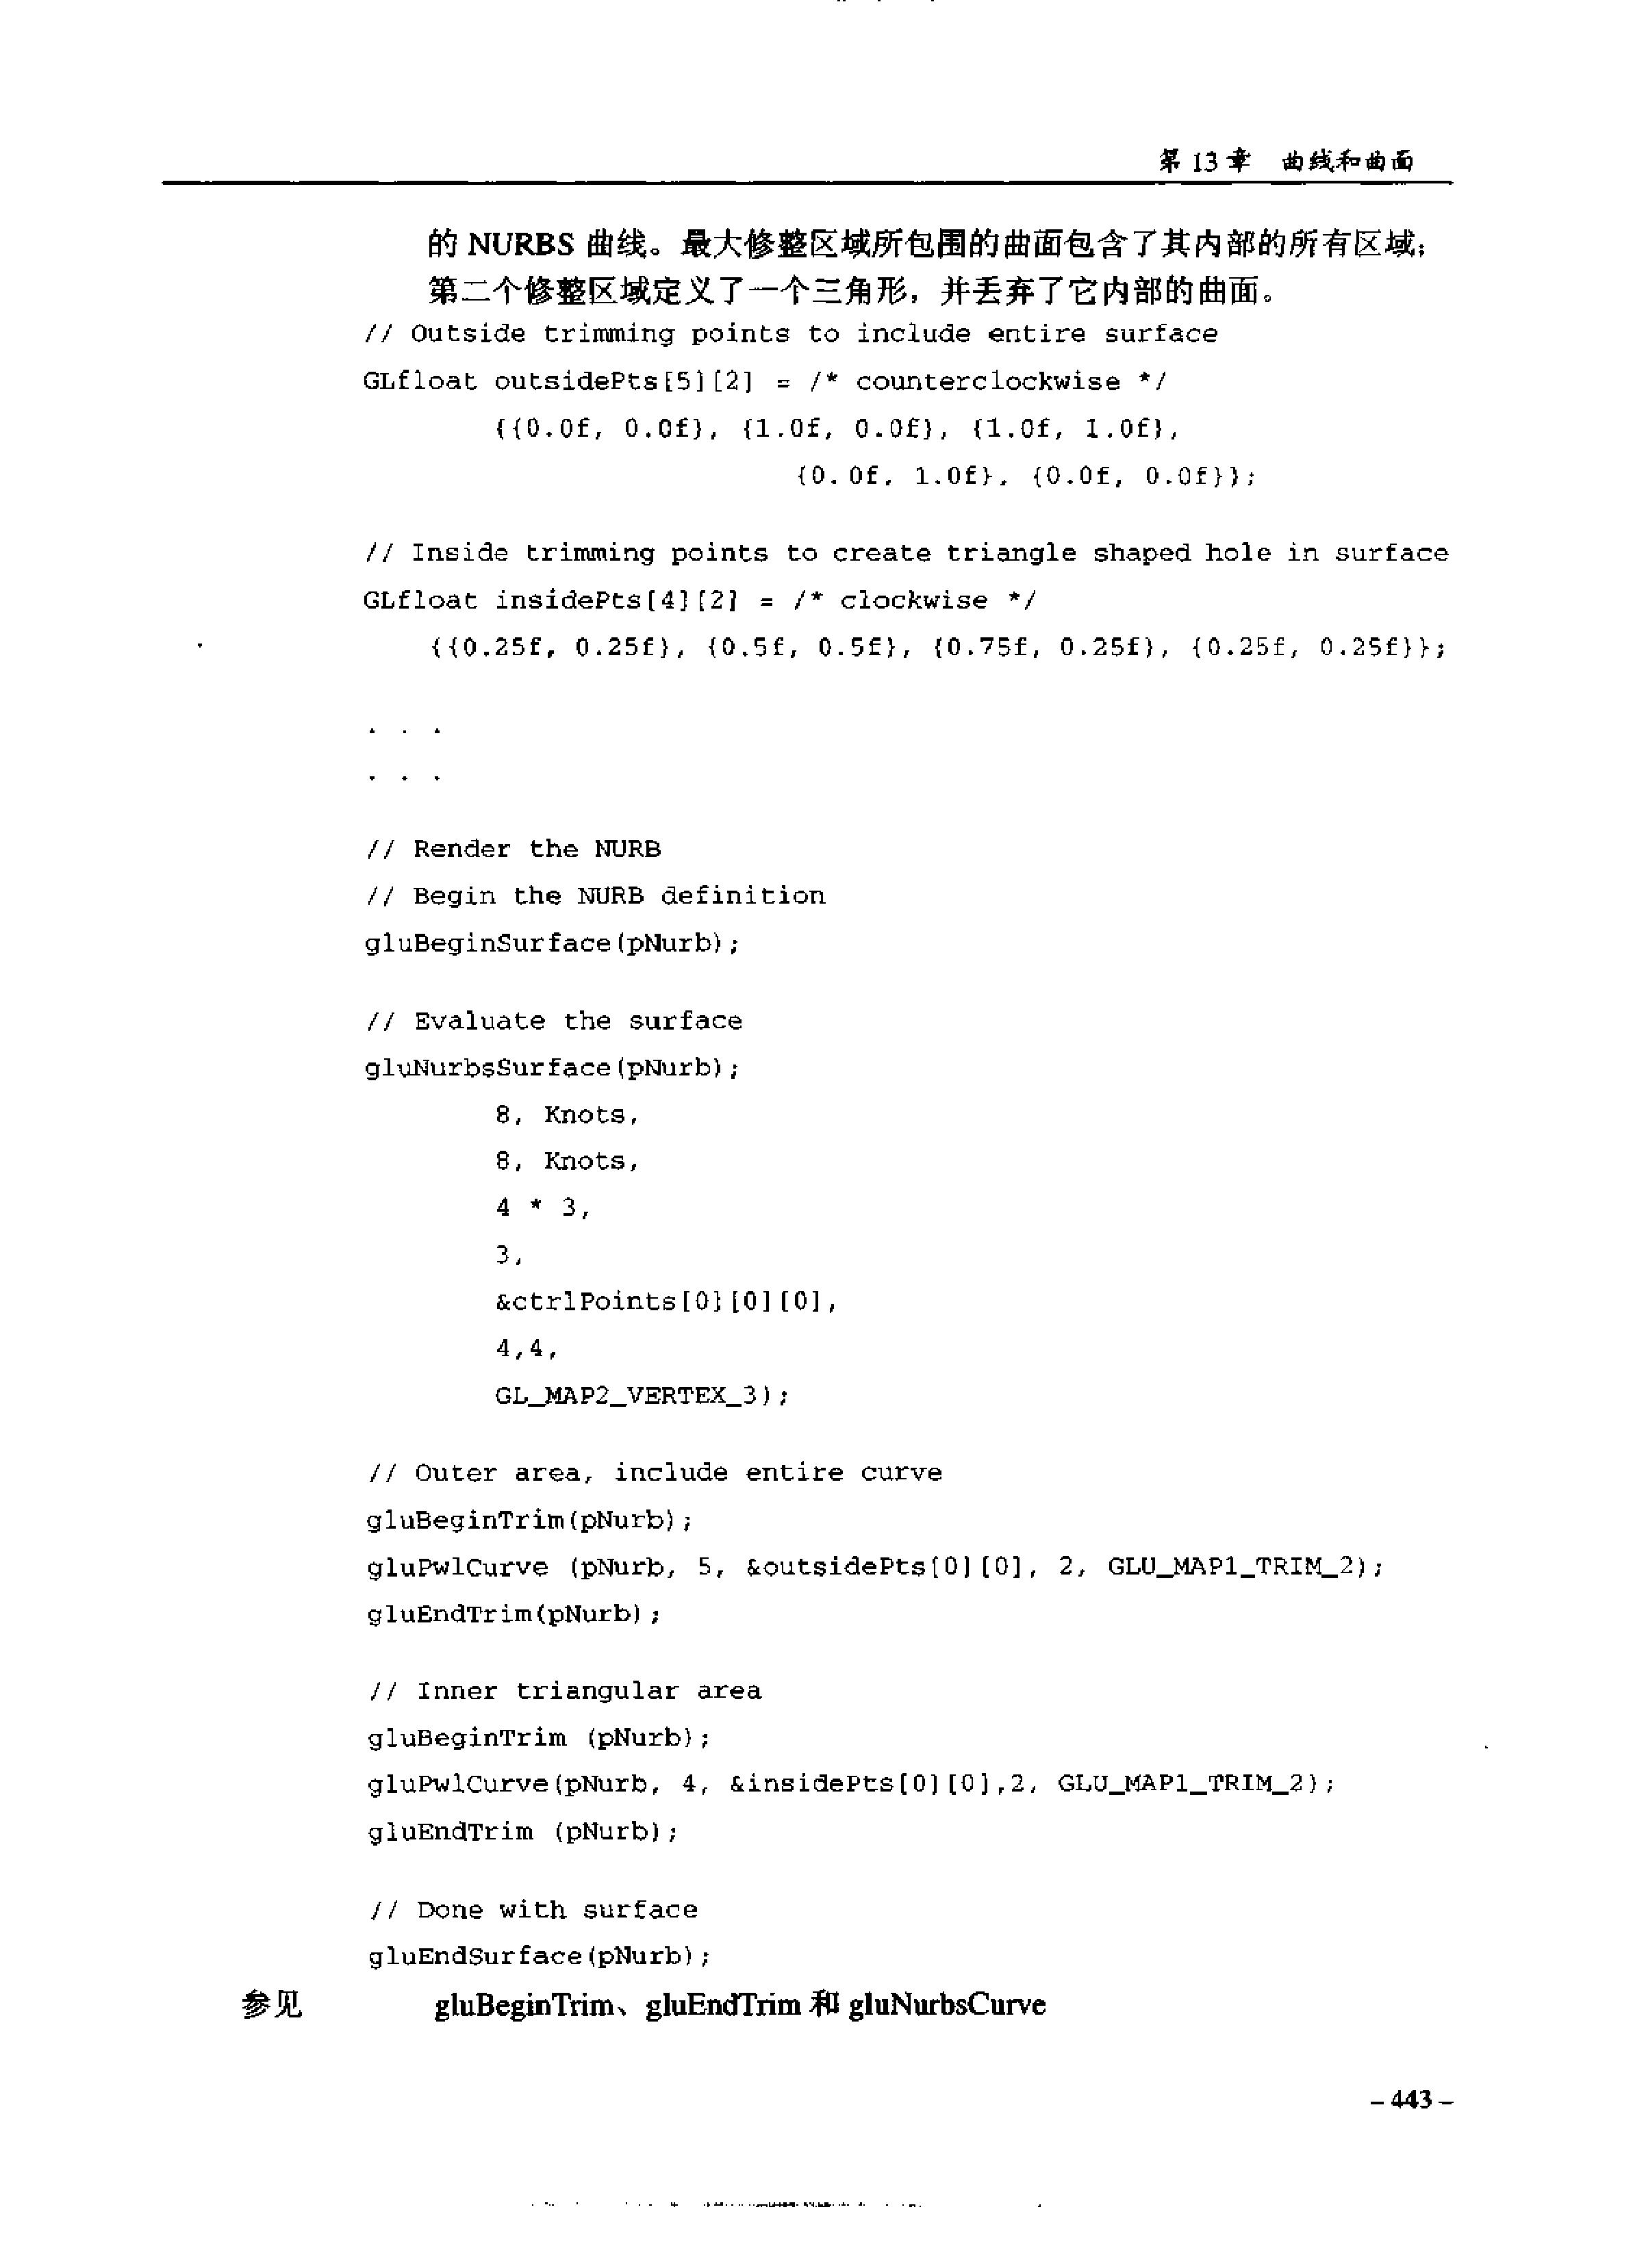 第 13 章 曲线和曲面
的 NURBS 曲线。最大修整区域所包围的曲面包含了其内部的所有区域;
第二个修整区域定义了一个三角形，并丢弃了它内部的曲面。
// Outside trimming points to include entire surface
GLfloat outsidePts[5][2] = /* counterclockwise */
{{0.0f, 0.0f}, {1.0f, 0.0f}, {1.0f, 1.0f},
{0.0f, 1.0f}, {0.0f, 0.0f}};
// Inside trimming points to create triangle shaped hole in surface
GLfloat insidePts[4][2] = /* clockwise */
{{0.25f, 0.25f}, {0.5f, 0.5f}, {0.75f, 0.25f}, {0.25f, 0.25f}};
. . .
. . .
// Render the NURB
// Begin the NURB definition
gluBeginSurface(pNurb);
// Evaluate the surface
gluNurbsSurface(pNurb);
8, Knots,
8, Knots,
4 * 3,
3,
&ctrlPoints[0][0][0],
4,4,
GL_MAP2_VERTEX_3);
// Outer area, include entire curve
gluBeginTrim(pNurb);
gluPwlCurve (pNurb, 5, &outsidePts[0][0], 2, GLU_MAP1_TRIM_2);
gluEndTrim(pNurb);
// Inner triangular area
gluBeginTrim (pNurb);
gluPwlCurve(pNurb, 4, &insidePts[0][0],2, GLU_MAP1_TRIM_2);
gluEndTrim (pNurb);
// Done with surface
gluEndSurface(pNurb);
参见 gluBeginTrim、gluEndTrim 和 gluNurbsCurve
– 443 –